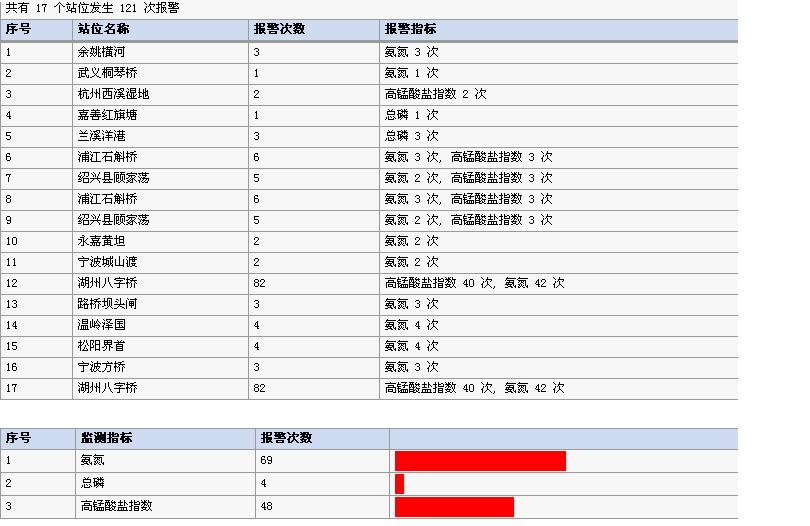 共有 17 个站位发生 121 次报警
序号 站位名称 报警次数 报警指标
1 余姚横河 3 氨氮 3 次
2 武义桐琴桥 1 氨氮 1 次
3 杭州西溪湿地 2 高锰酸盐指数 2 次
4 嘉善红旗塘 1 总磷 1 次
5 兰溪洋港 3 总磷 3 次
6 浦江石斛桥 6 氨氮 3 次, 高锰酸盐指数 3 次
7 绍兴县顾家荡 5 氨氮 2 次, 高锰酸盐指数 3 次
8 浦江石斛桥 6 氨氮 3 次, 高锰酸盐指数 3 次
9 绍兴县顾家荡 5 氨氮 2 次, 高锰酸盐指数 3 次
10 永嘉黄坦 2 氨氮 2 次
11 宁波城山渡 2 氨氮 2 次
12 湖州八字桥 82 高锰酸盐指数 40 次, 氨氮 42 次
13 路桥坝头闸 3 氨氮 3 次
14 温岭泽国 4 氨氮 4 次
15 松阳界首 4 氨氮 4 次
16 宁波方桥 3 氨氮 3 次
17 湖州八字桥 82 高锰酸盐指数 40 次, 氨氮 42 次
序号 监测指标 报警次数
1 氨氮 69
2 总磷 4
3 高锰酸盐指数 48